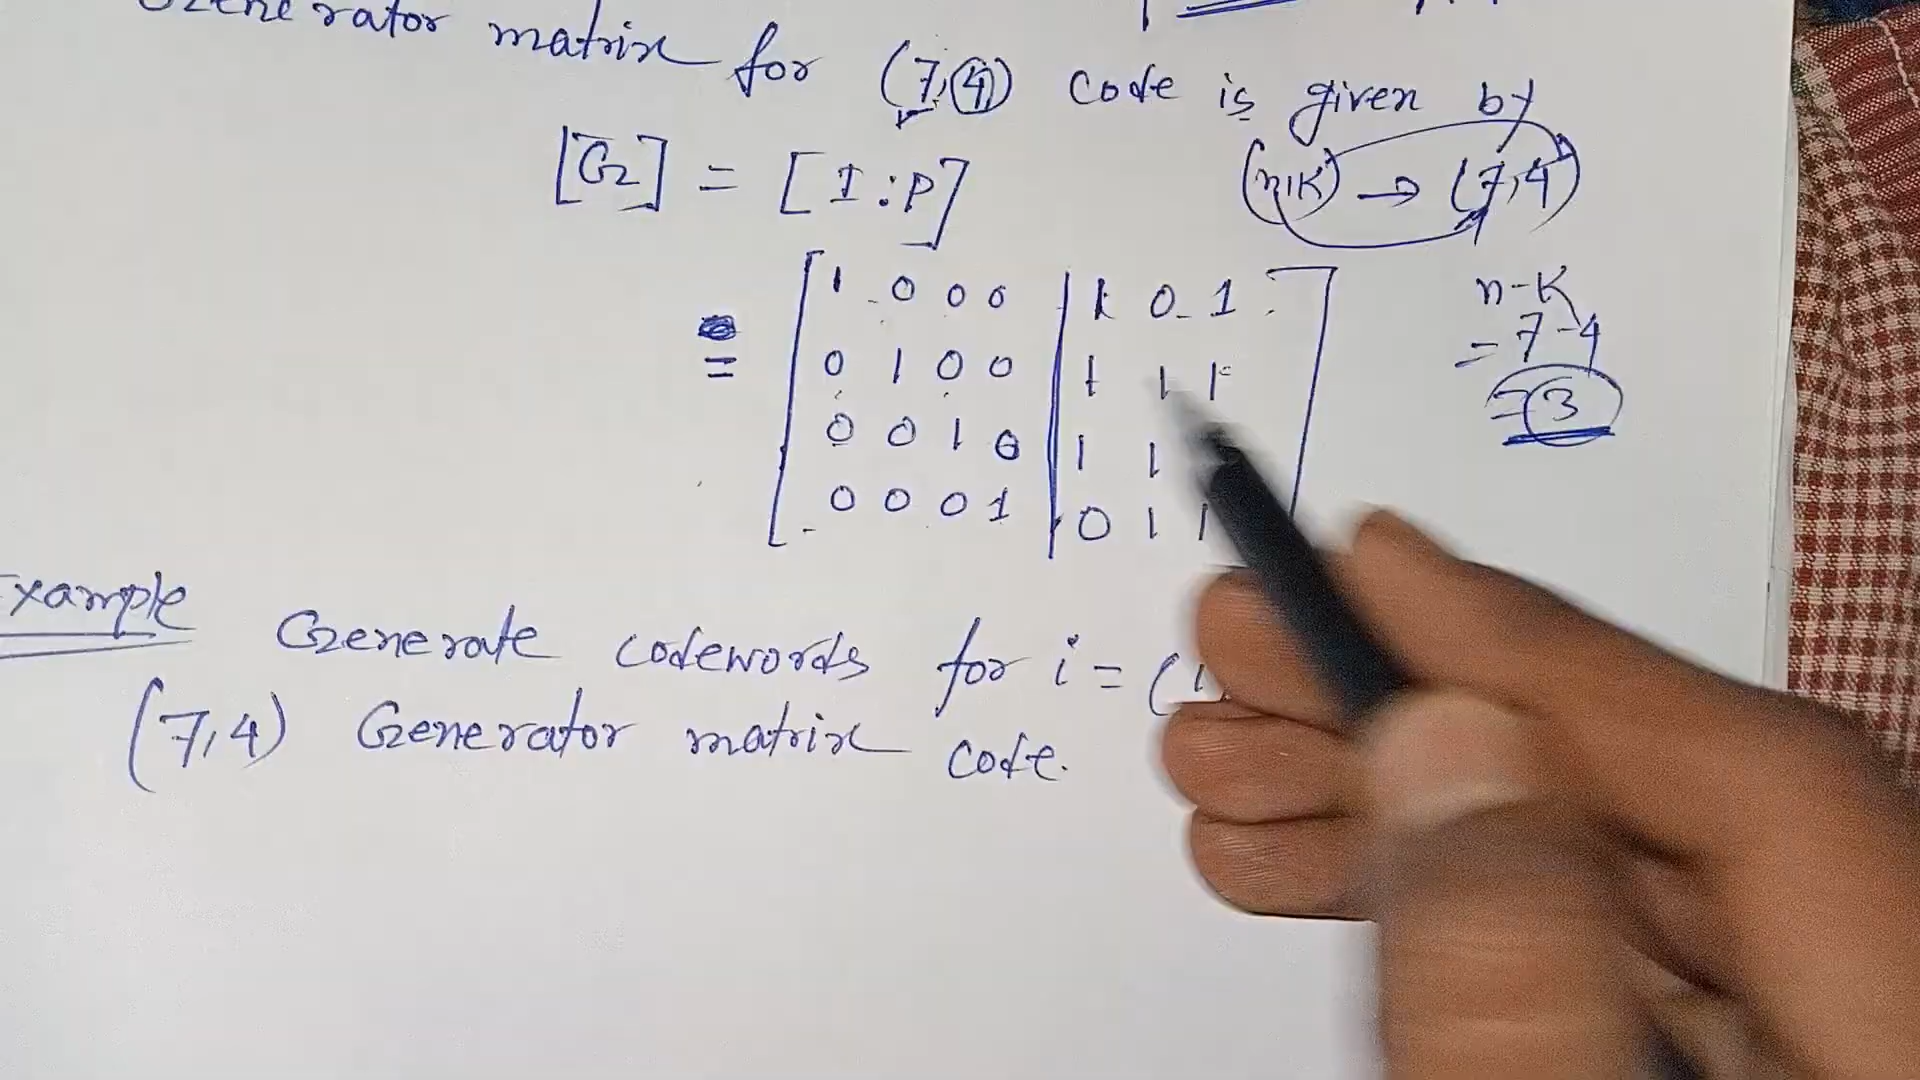 Generator matrix for (7,4) code is given by
[G] = [I:P]
(n,k) → (7,4)
= [1 0 0 0 | 1 0 1
0 1 0 0 | 1 1 1
0 0 1 0 | 1 1
0 0 0 1 | 0 1 1]
n-k
= 7-4
= 3
Example Generate codewords for i = (1
(7,4) Generator matrix code.